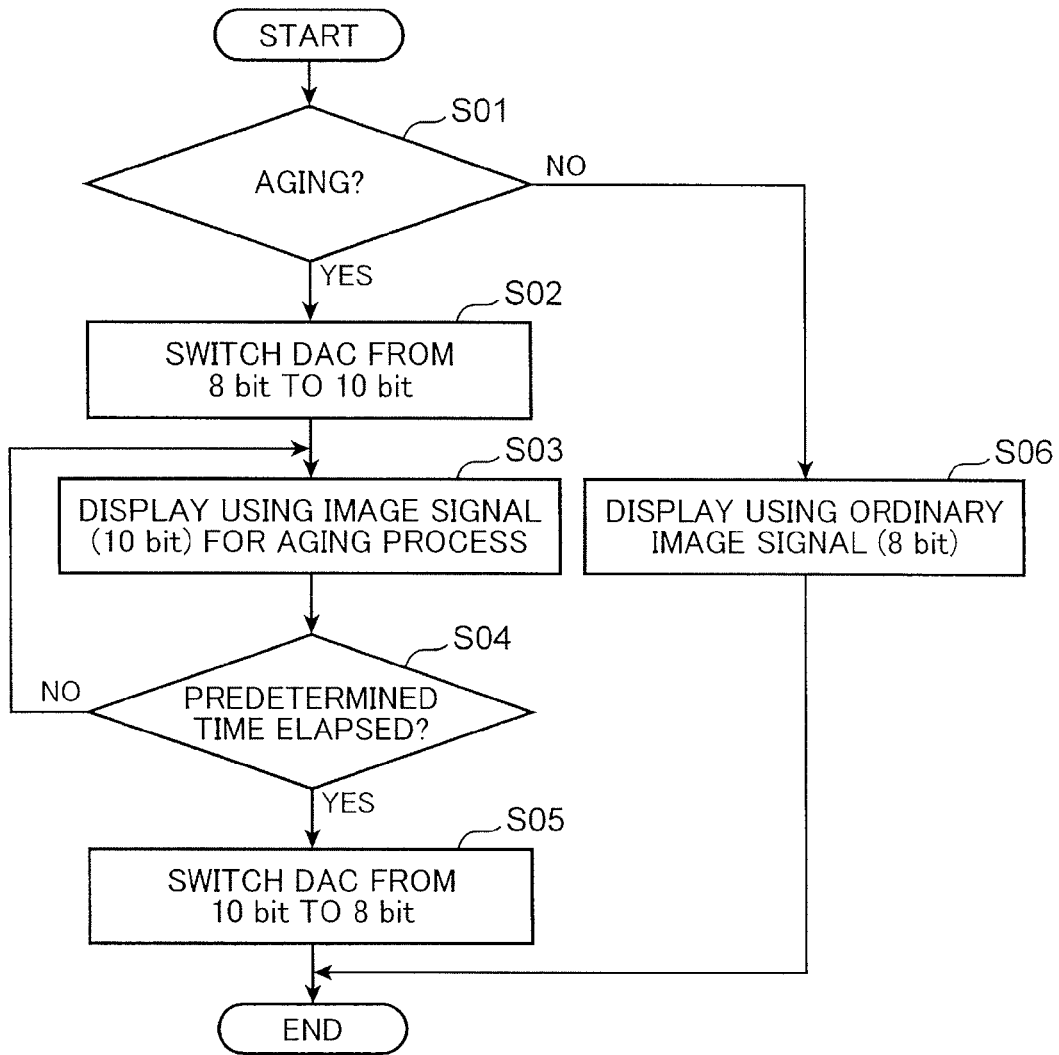 START
S01
AGING?
NO
YES
S02
SWITCH DAC FROM
8 bit TO 10 bit
S03
DISPLAY USING IMAGE SIGNAL
(10 bit) FOR AGING PROCESS
S06
DISPLAY USING ORDINARY
IMAGE SIGNAL (8 bit)
S04
NO
PREDETERMINED
TIME ELAPSED?
YES
S05
SWITCH DAC FROM
10 bit TO 8 bit
END